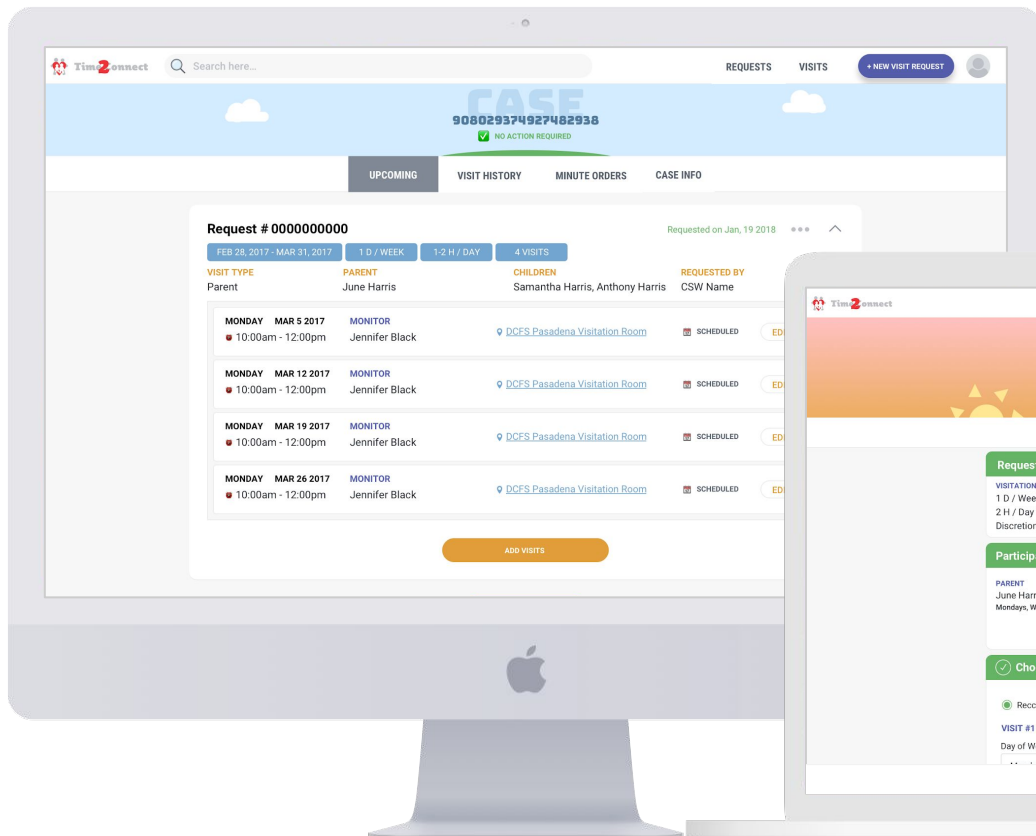 Time2onnect
Search here...
REQUESTS
VISITS
+ NEW VISIT REQUEST
CASE
908029374927482938
NO ACTION REQUIRED
UPCOMING
VISIT HISTORY
MINUTE ORDERS
CASE INFO
Request # 0000000000
Requested on Jan, 19 2018
FEB 28, 2017 - MAR 31, 2017
1 D / WEEK
1-2 H / DAY
4 VISITS
VISIT TYPE
PARENT
CHILDREN
REQUESTED BY
Parent
June Harris
Samantha Harris, Anthony Harris
CSW Name
MONDAY MAR 5 2017
MONITOR
10:00am - 12:00pm
Jennifer Black
DCFS Pasadena Visitation Room
SCHEDULED
MONDAY MAR 12 2017
MONITOR
10:00am - 12:00pm
Jennifer Black
DCFS Pasadena Visitation Room
SCHEDULED
MONDAY MAR 19 2017
MONITOR
10:00am - 12:00pm
Jennifer Black
DCFS Pasadena Visitation Room
SCHEDULED
MONDAY MAR 26 2017
MONITOR
10:00am - 12:00pm
Jennifer Black
DCFS Pasadena Visitation Room
SCHEDULED
ADD VISITS
Time2onnect
VISITATION
1 D /
2 H / Day
PARENT
June
Mondays,
VISIT #1
Day of